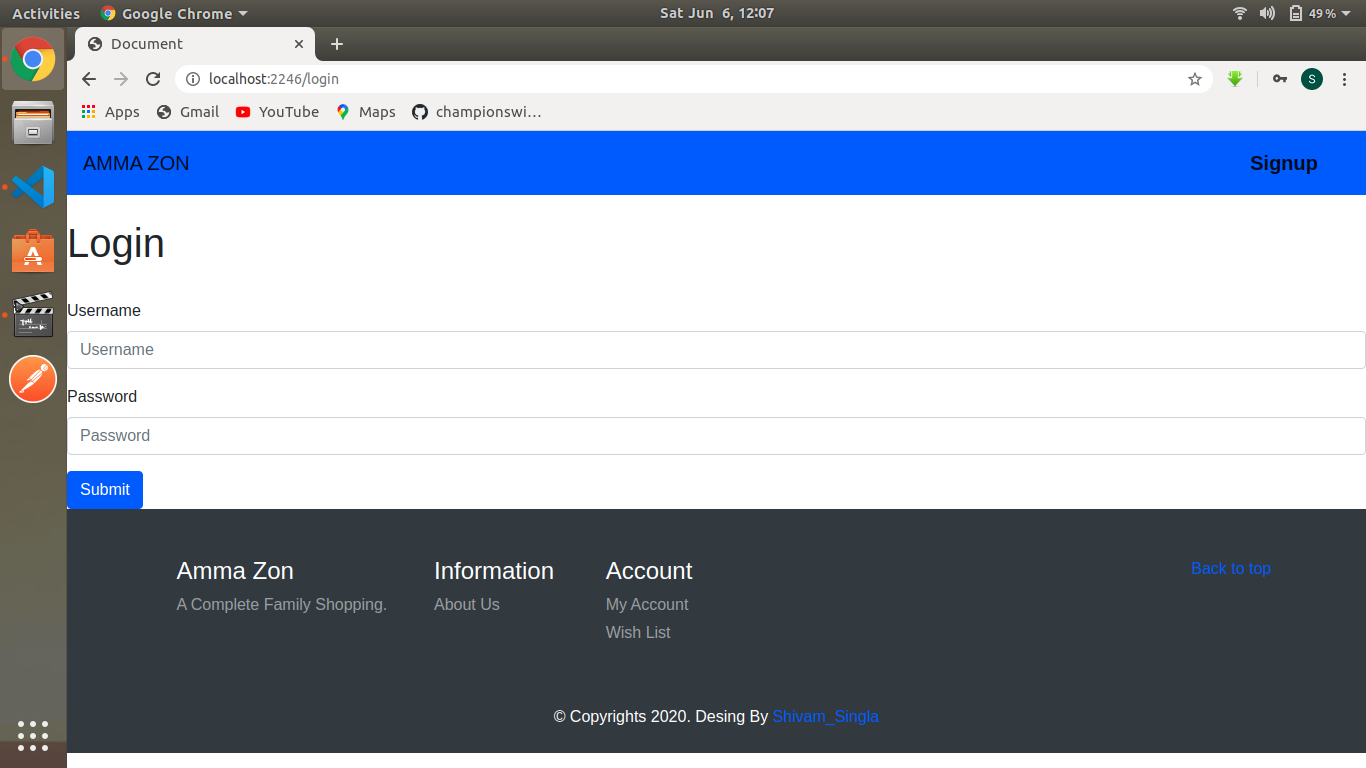 Activities Google Chrome Sat Jun 6, 12:07 49%
Document
localhost:2246/login S
Apps Gmail YouTube Maps championswi…
AMMA ZON Signup
Login
Username
Username
Password
Password
Submit
Amma Zon Information Account Back to top
A Complete Family Shopping. About Us My Account
Wish List
© Copyrights 2020. Desing By Shivam_Singla